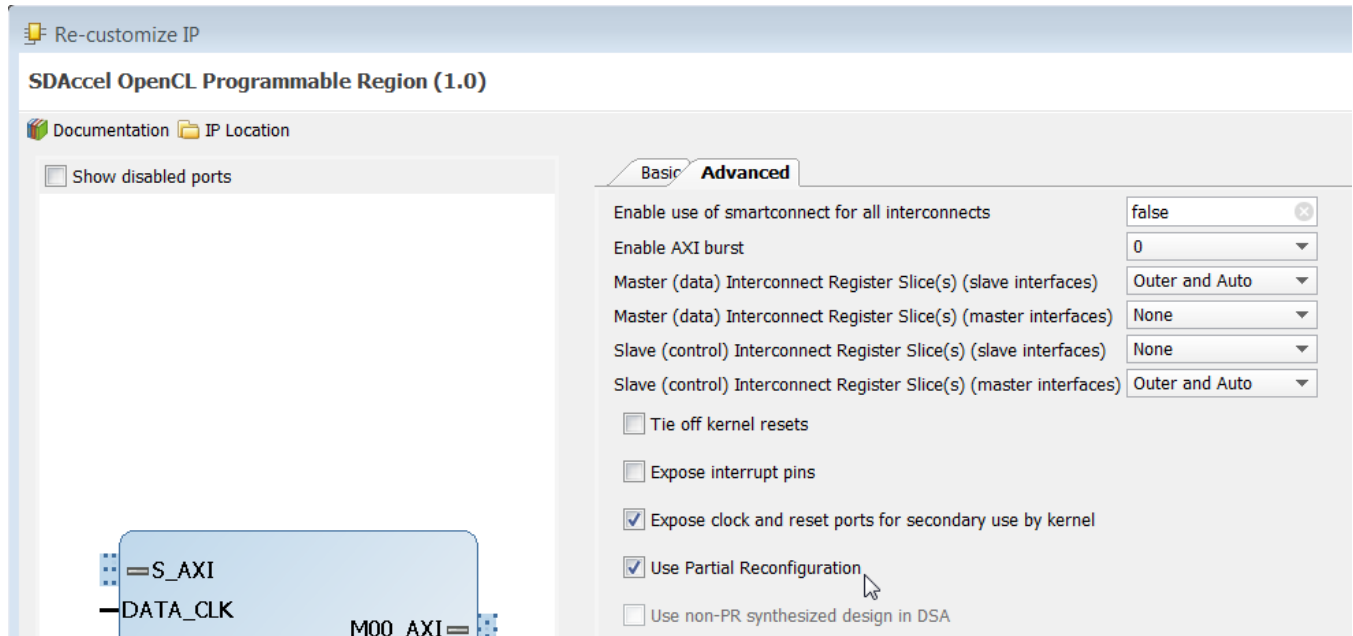 Re-customize IP
SDAccel OpenCL Programmable Region (1.0)
Documentation IP Location
Show disabled ports
Basic Advanced
Enable use of smartconnect for all interconnects false
Enable AXI burst 0
Master (data) Interconnect Register Slice(s) (slave interfaces) Outer and Auto
Master (data) Interconnect Register Slice(s) (master interfaces) None
Slave (control) Interconnect Register Slice(s) (slave interfaces) None
Slave (control) Interconnect Register Slice(s) (master interfaces) Outer and Auto
Tie off kernel resets
Expose interrupt pins
Expose clock and reset ports for secondary use by kernel
Use Partial Reconfiguration
Use non-PR synthesized design in DSA
S_AXI
DATA_CLK
M00_AXI